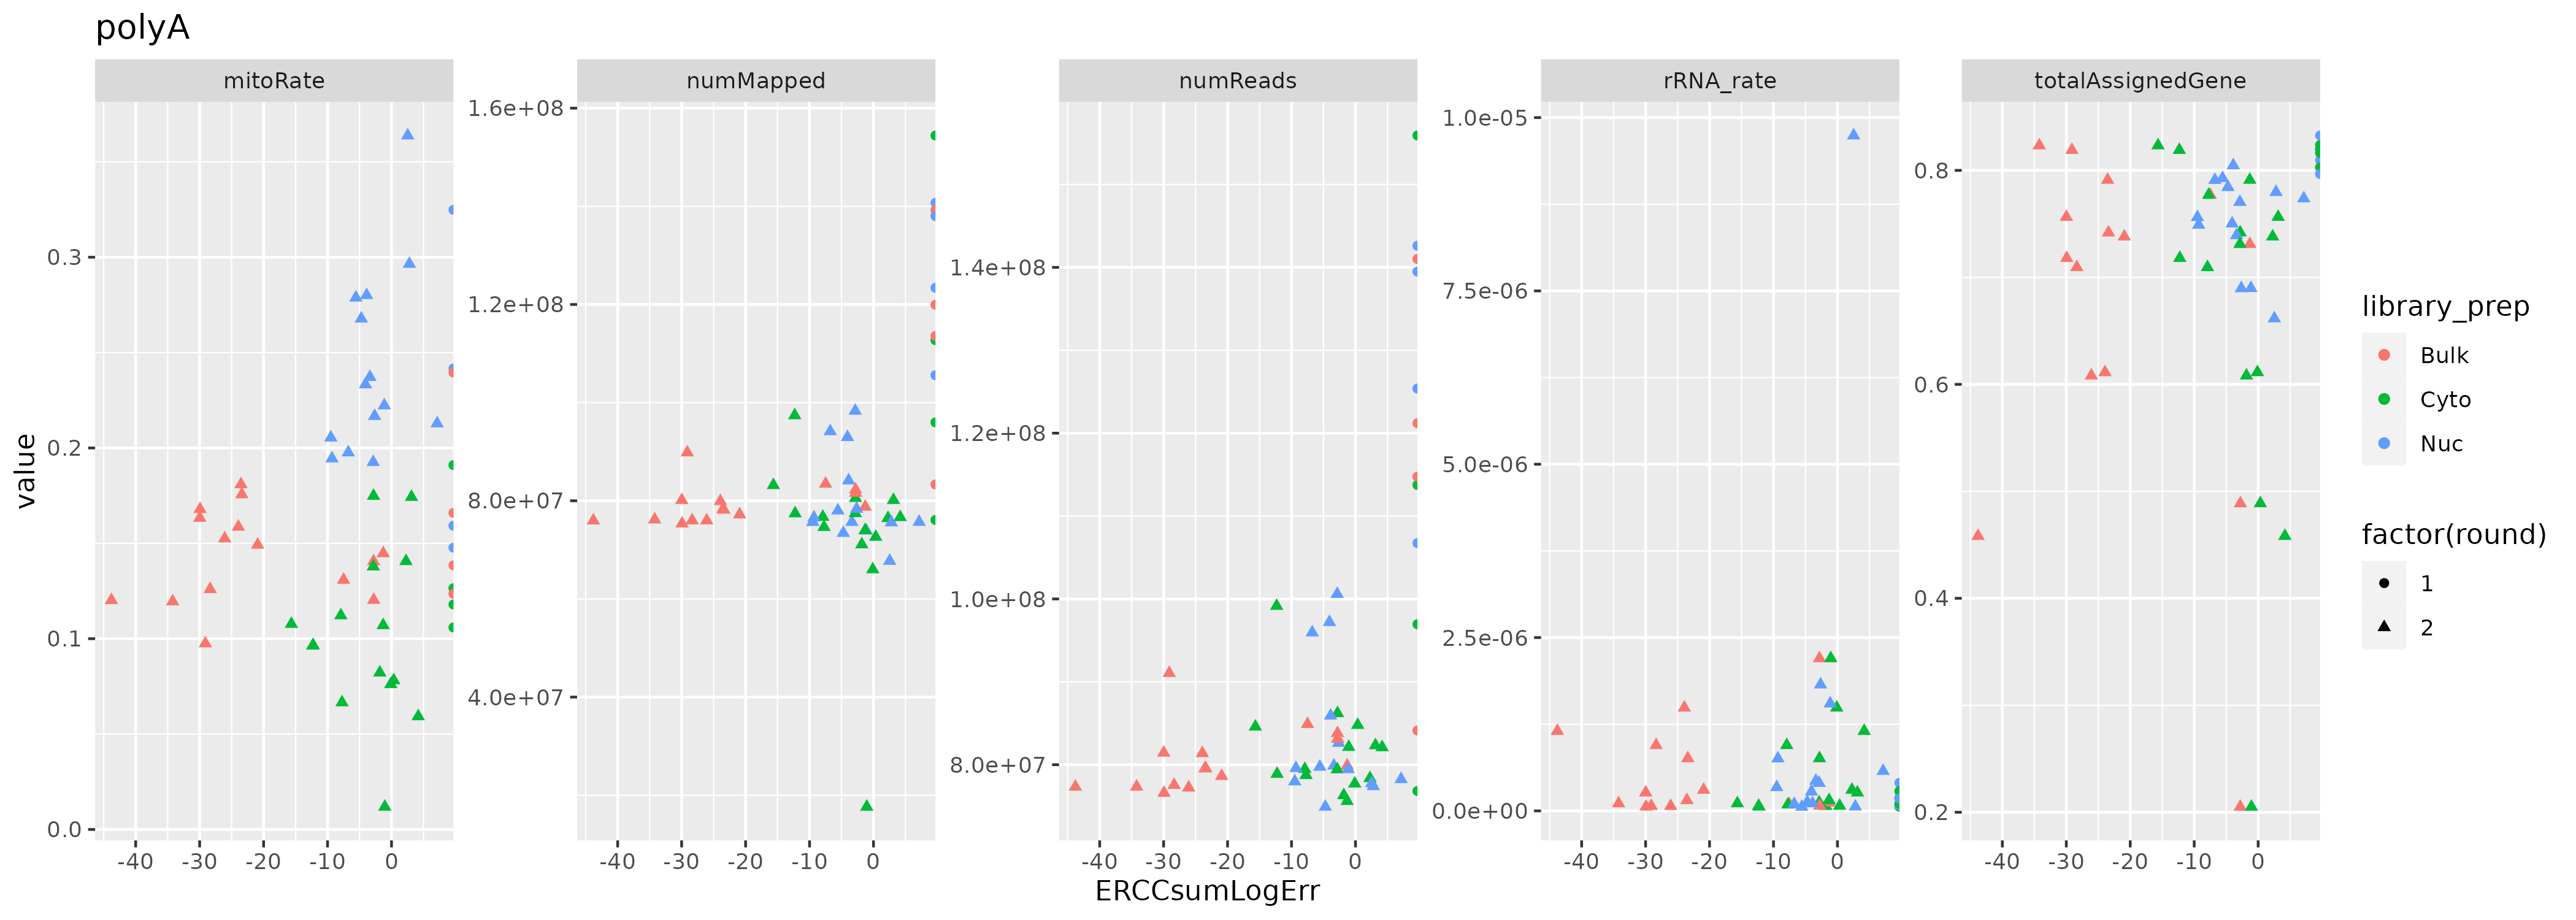 polyA
mitoRate
numMapped
numReads
rRNA_rate
totalAssignedGene
value
0.3
0.2
0.1
0.0
1.6e+08
1.2e+08
8.0e+07
4.0e+07
1.4e+08
1.2e+08
1.0e+08
8.0e+07
1.0e-05
7.5e-06
5.0e-06
2.5e-06
0.0e+00
0.8
0.6
0.4
0.2
-40 -30 -20 -10 0
-40 -30 -20 -10 0
-40 -30 -20 -10 0
-40 -30 -20 -10 0
-40 -30 -20 -10 0
ERCCsumLogErr
library_prep
Bulk
Cyto
Nuc
factor(round)
1
2